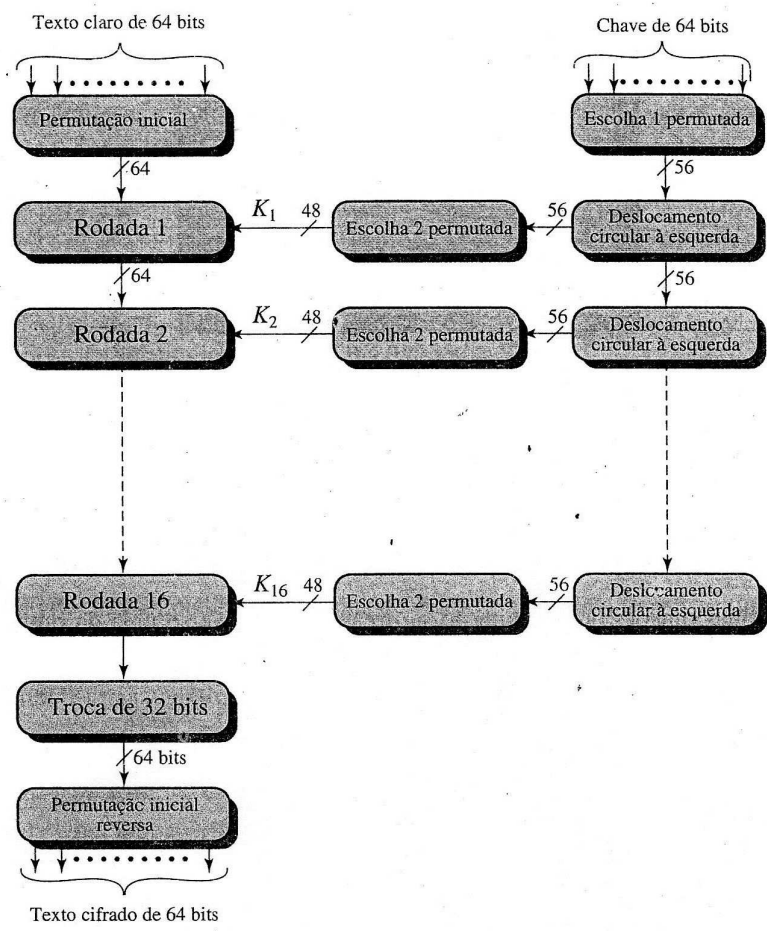 Texto claro de 64 bits
Chave de 64 bits
Permutação inicial
Escolha 1 permutada
64
56
Rodada 1
K1
48
Escolha 2 permutada
56
Deslocamento
circular à esquerda
64
56
Rodada 2
K2
48
Escolha 2 permutada
56
Deslocamento
circular à esquerda
Rodada 16
K16
48
Escolha 2 permutada
56
Deslocamento
circular à esquerda
Troca de 32 bits
64 bits
Permutação inicial
reversa
Texto cifrado de 64 bits